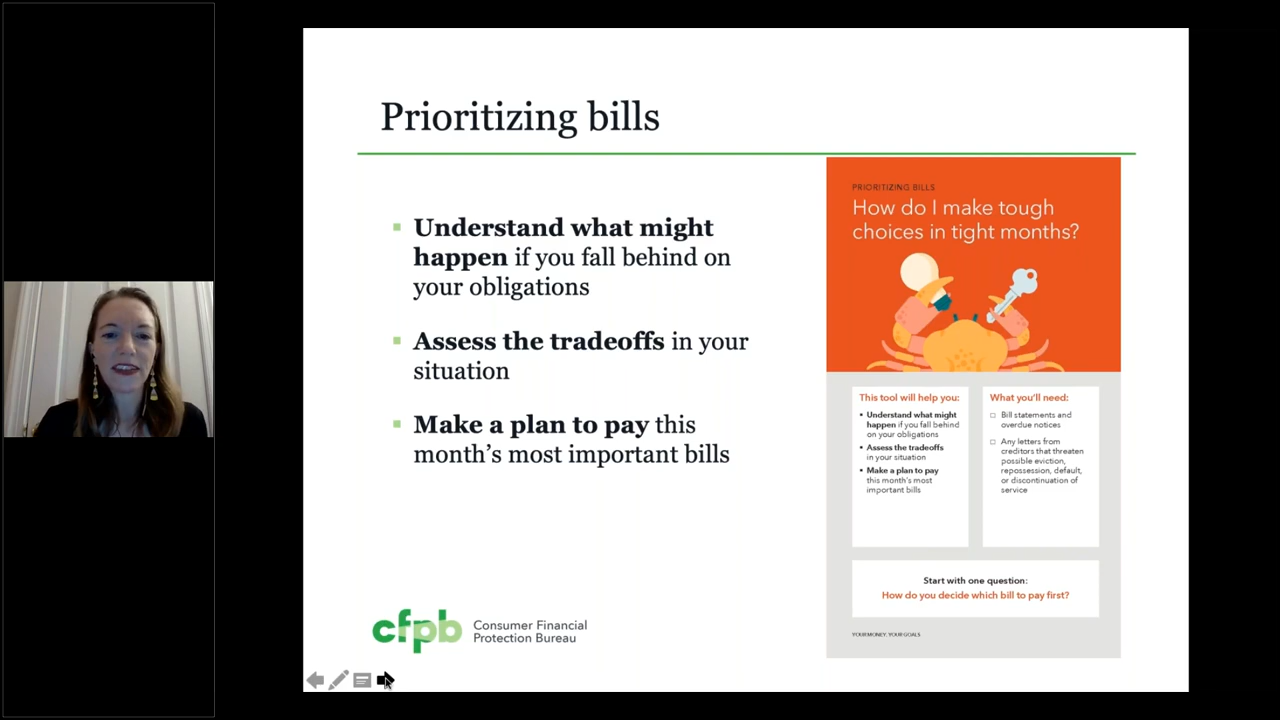 Prioritizing bills
Understand what might
happen if you fall behind on
your obligations
Assess the tradeoffs in your
situation
Make a plan to pay this
month’s most important bills
cfpb
Consumer Financial
Protection Bureau
PRIORITIZING BILLS
How do I make tough
choices in tight months?
This tool will help you:
• Understand what might
happen if you fall behind
on your obligations
• Assess the tradeoffs
in your situation
• Make a plan to pay
this month's most
important bills
What you'll need:
Bill statements and
overdue notices
Any letters from
creditors that threaten
possible eviction,
repossession, default,
or discontinuation of
service
Start with one question:
How do you decide which bill to pay first?
YOUR MONEY, YOUR GOALS